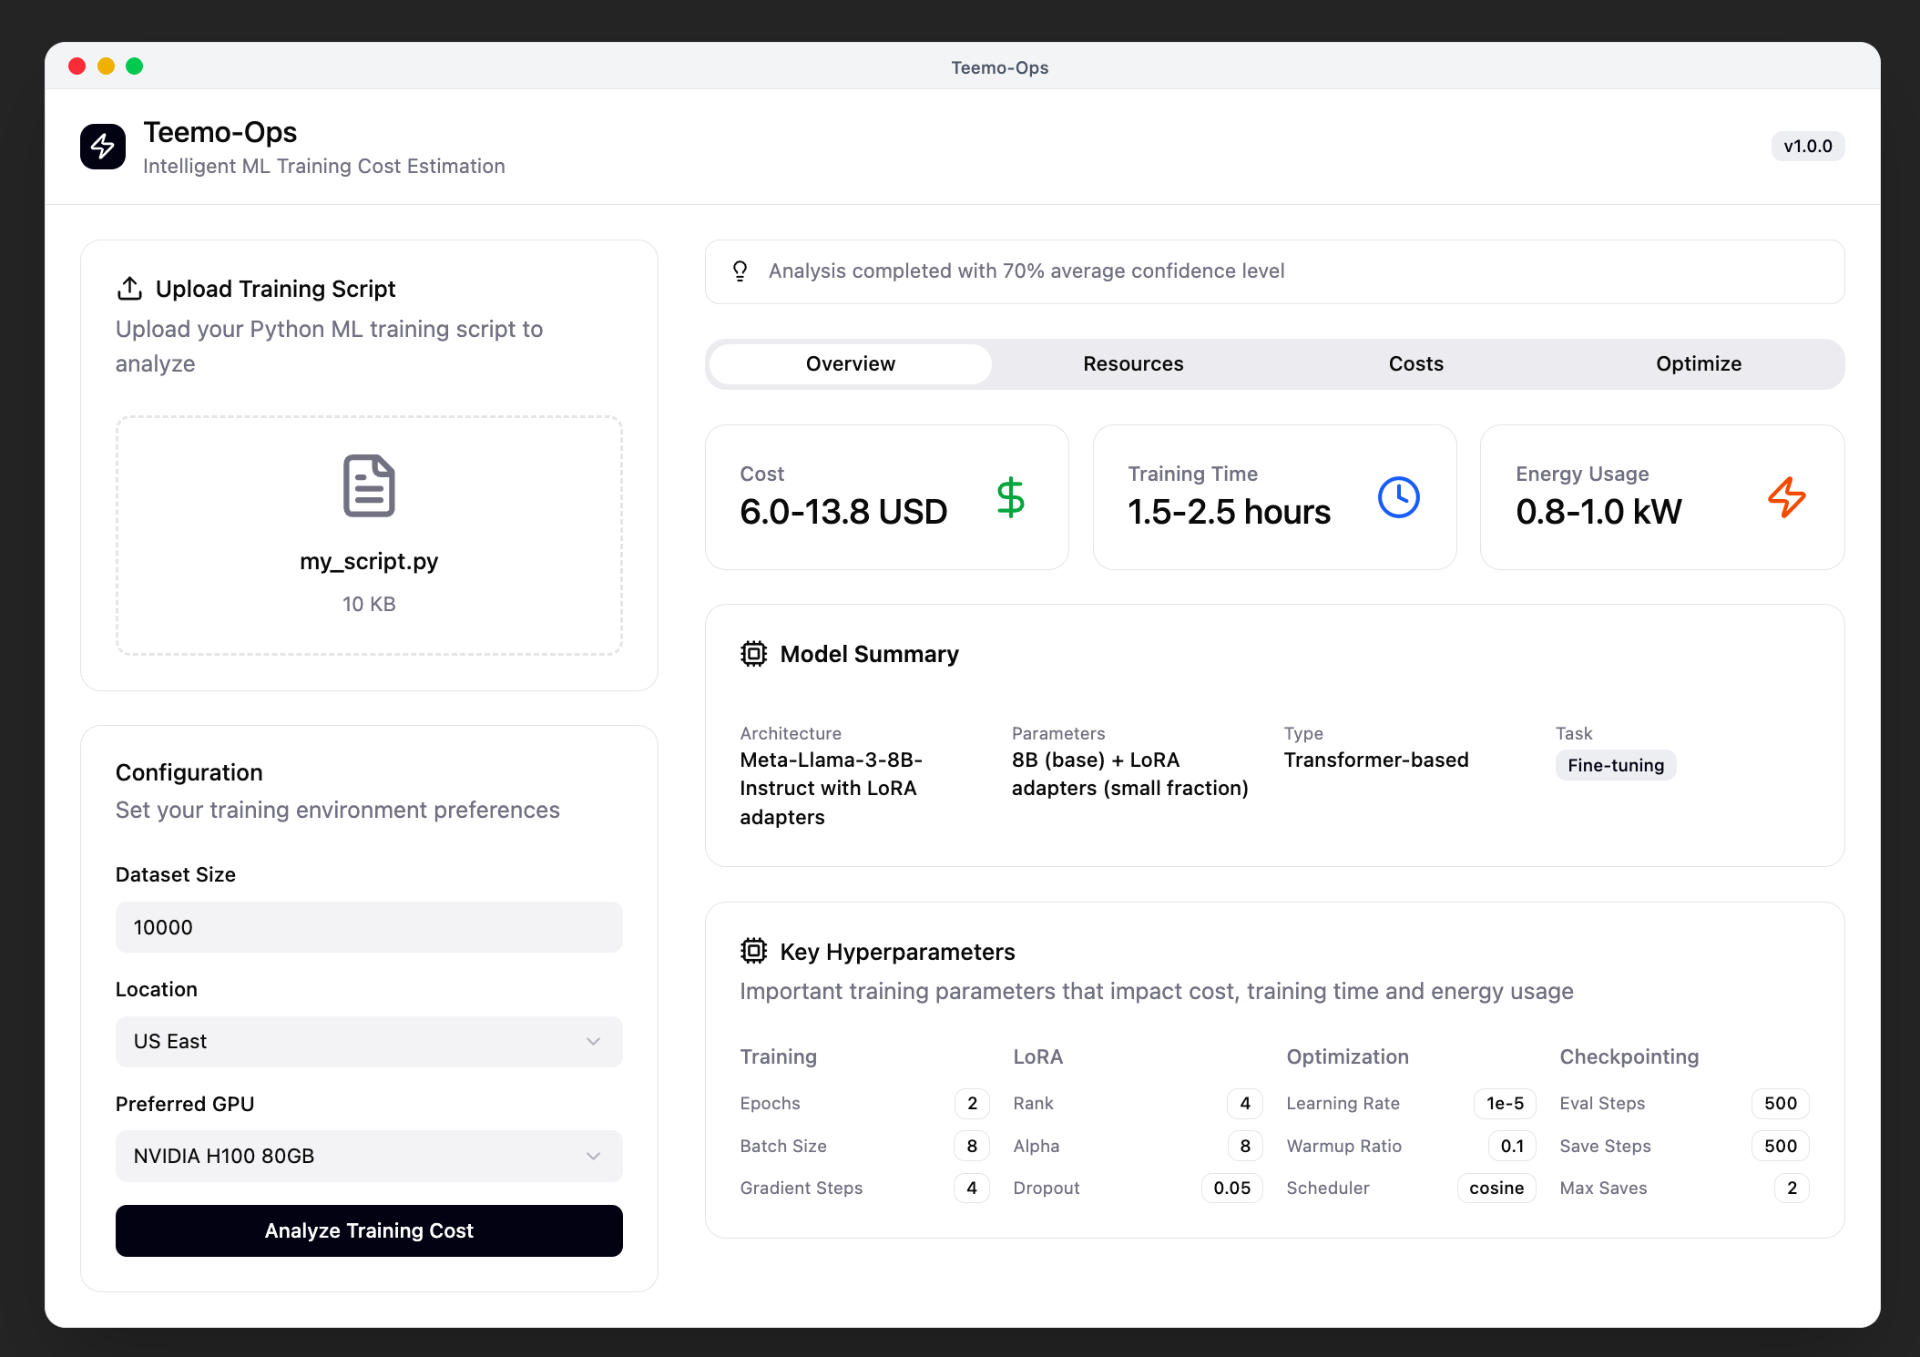 Teemo-Ops
Teemo-Ops
Intelligent ML Training Cost Estimation
v1.0.0
Upload Training Script
Upload your Python ML training script to
analyze
my_script.py
10 KB
Configuration
Set your training environment preferences
Dataset Size
10000
Location
US East
Preferred GPU
NVIDIA H100 80GB
Analyze Training Cost
Analysis completed with 70% average confidence level
Overview
Resources
Costs
Optimize
Cost
6.0-13.8 USD
Training Time
1.5-2.5 hours
Energy Usage
0.8-1.0 kW
Model Summary
Architecture
Meta-Llama-3-8B-
Instruct with LoRA
adapters
Parameters
8B (base) + LoRA
adapters (small fraction)
Type
Transformer-based
Task
Fine-tuning
Key Hyperparameters
Important training parameters that impact cost, training time and energy usage
Training
Epochs 2
Batch Size 8
Gradient Steps 4
LoRA
Rank 4
Alpha 8
Dropout 0.05
Optimization
Learning Rate 1e-5
Warmup Ratio 0.1
Scheduler cosine
Checkpointing
Eval Steps 500
Save Steps 500
Max Saves 2